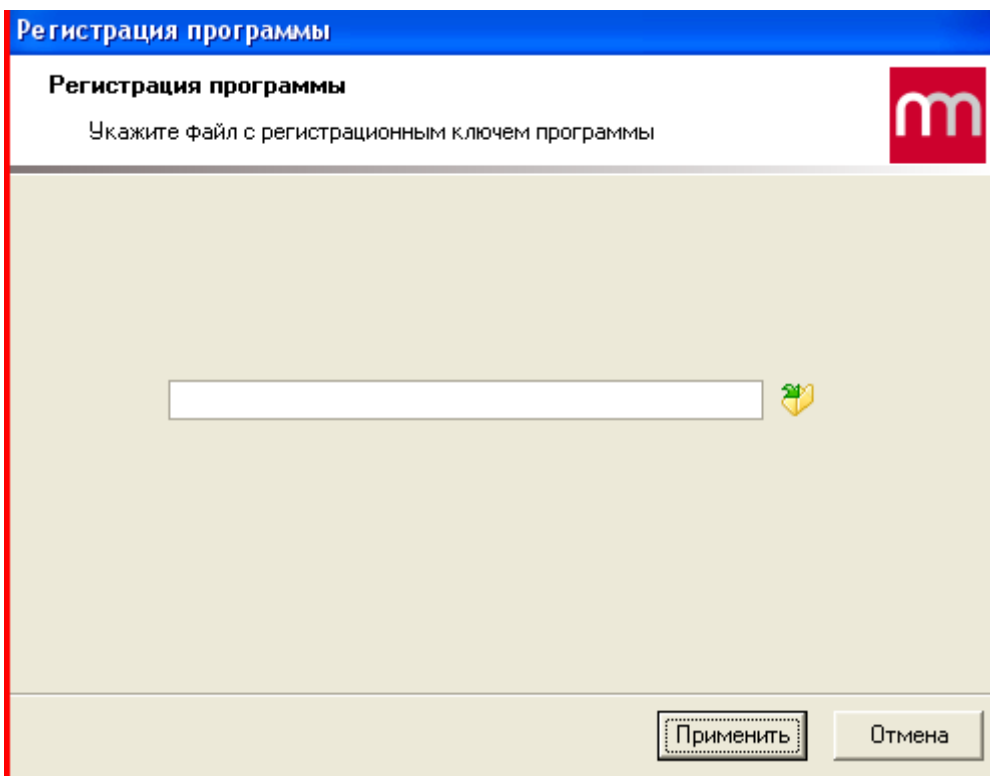 Регистрация программы
Регистрация программы
Укажите файл с регистрационным ключем программы
Применить Отмена